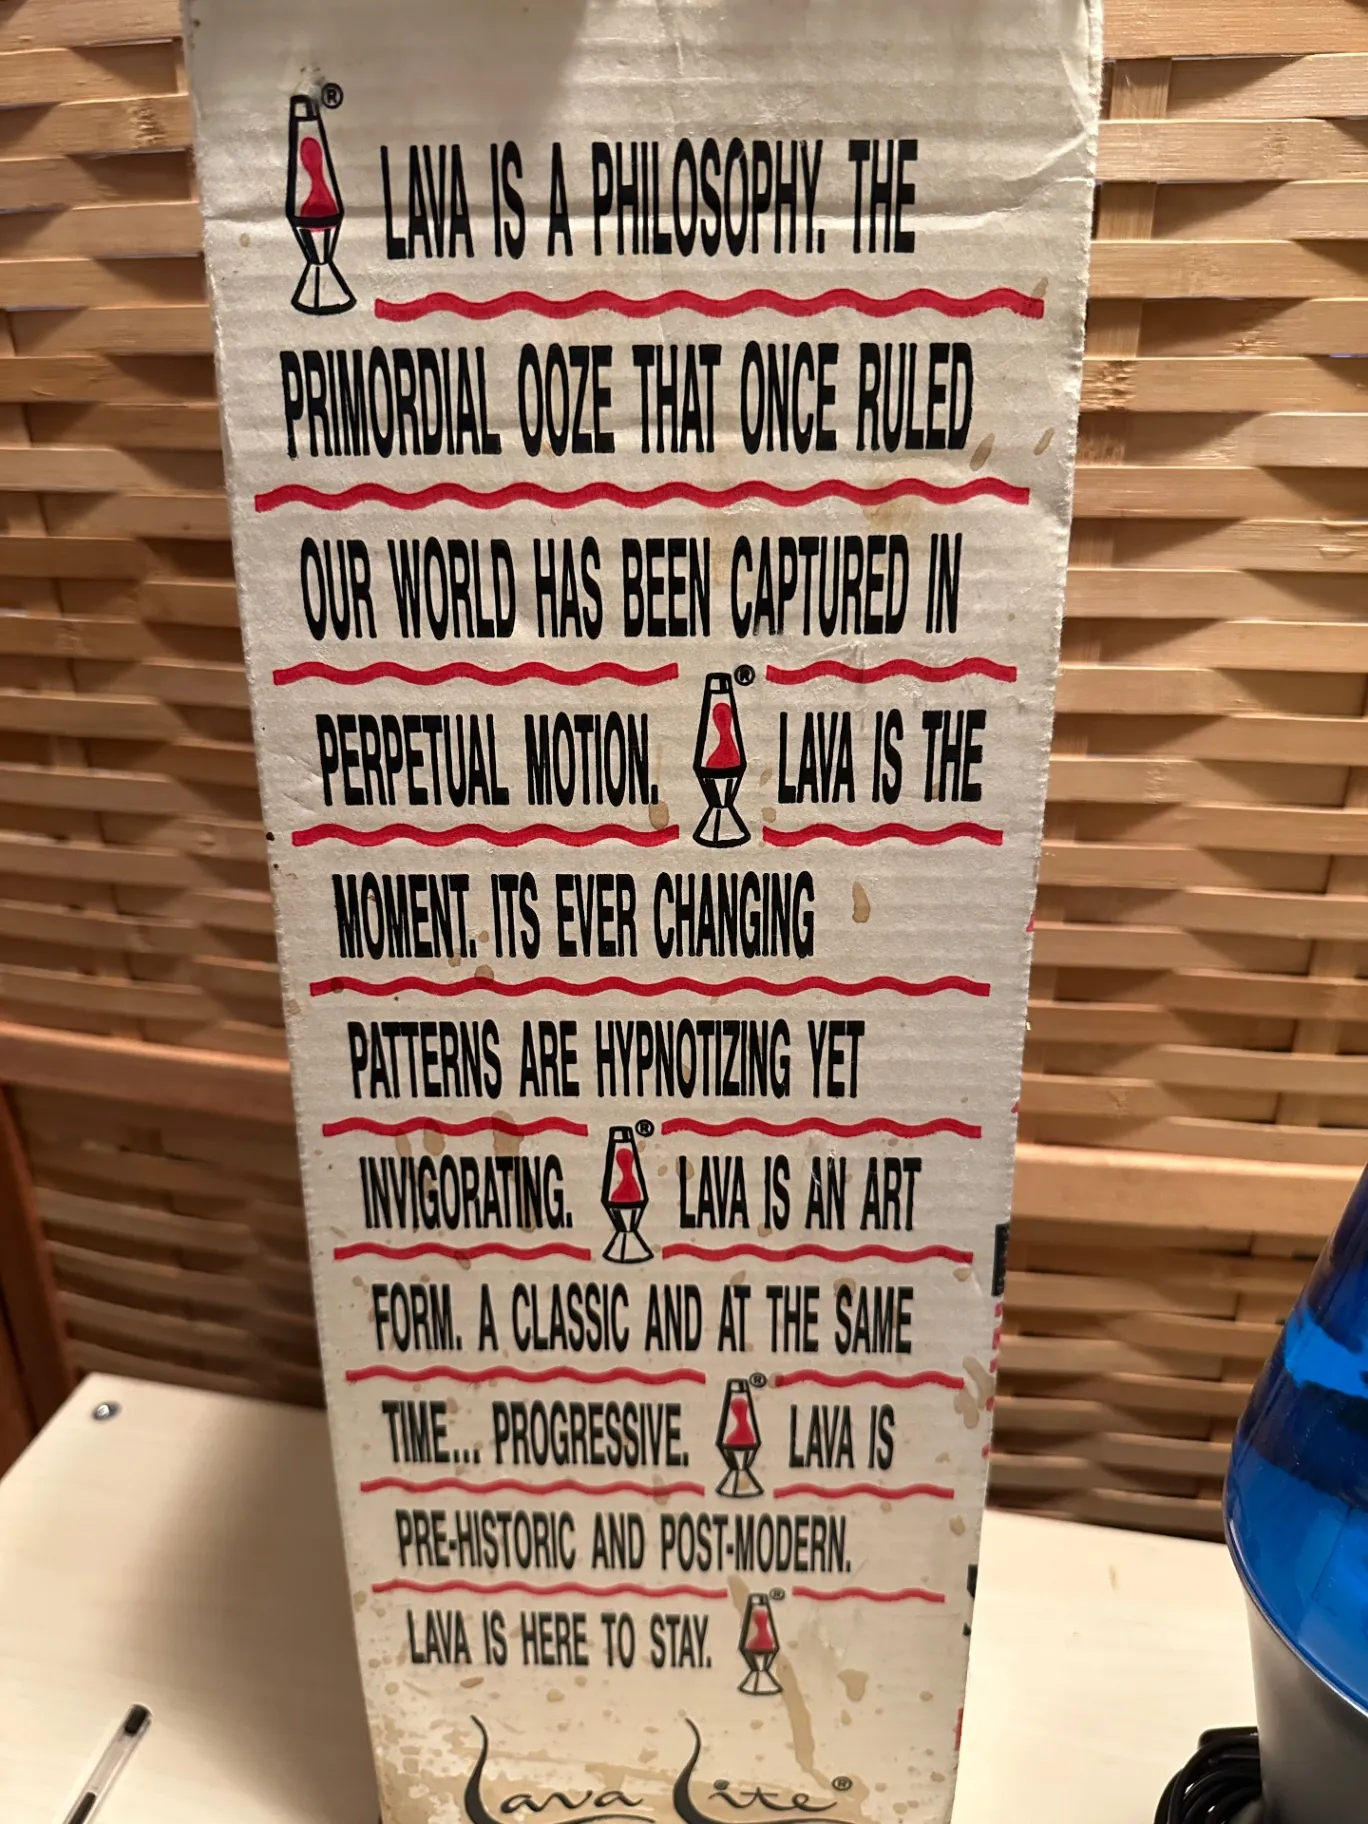 ® LAVA IS A PHILOSOPHY. THE
PRIMORDIAL OOZE THAT ONCE RULED
OUR WORLD HAS BEEN CAPTURED IN
PERPETUAL MOTION. ® LAVA IS THE
MOMENT. ITS EVER CHANGING
PATTERNS ARE HYPNOTIZING YET
INVIGORATING. ® LAVA IS AN ART
FORM. A CLASSIC AND AT THE SAME
TIME... PROGRESSIVE. ® LAVA IS
PRE-HISTORIC AND POST-MODERN.
LAVA IS HERE TO STAY. ®
Lava Lite®